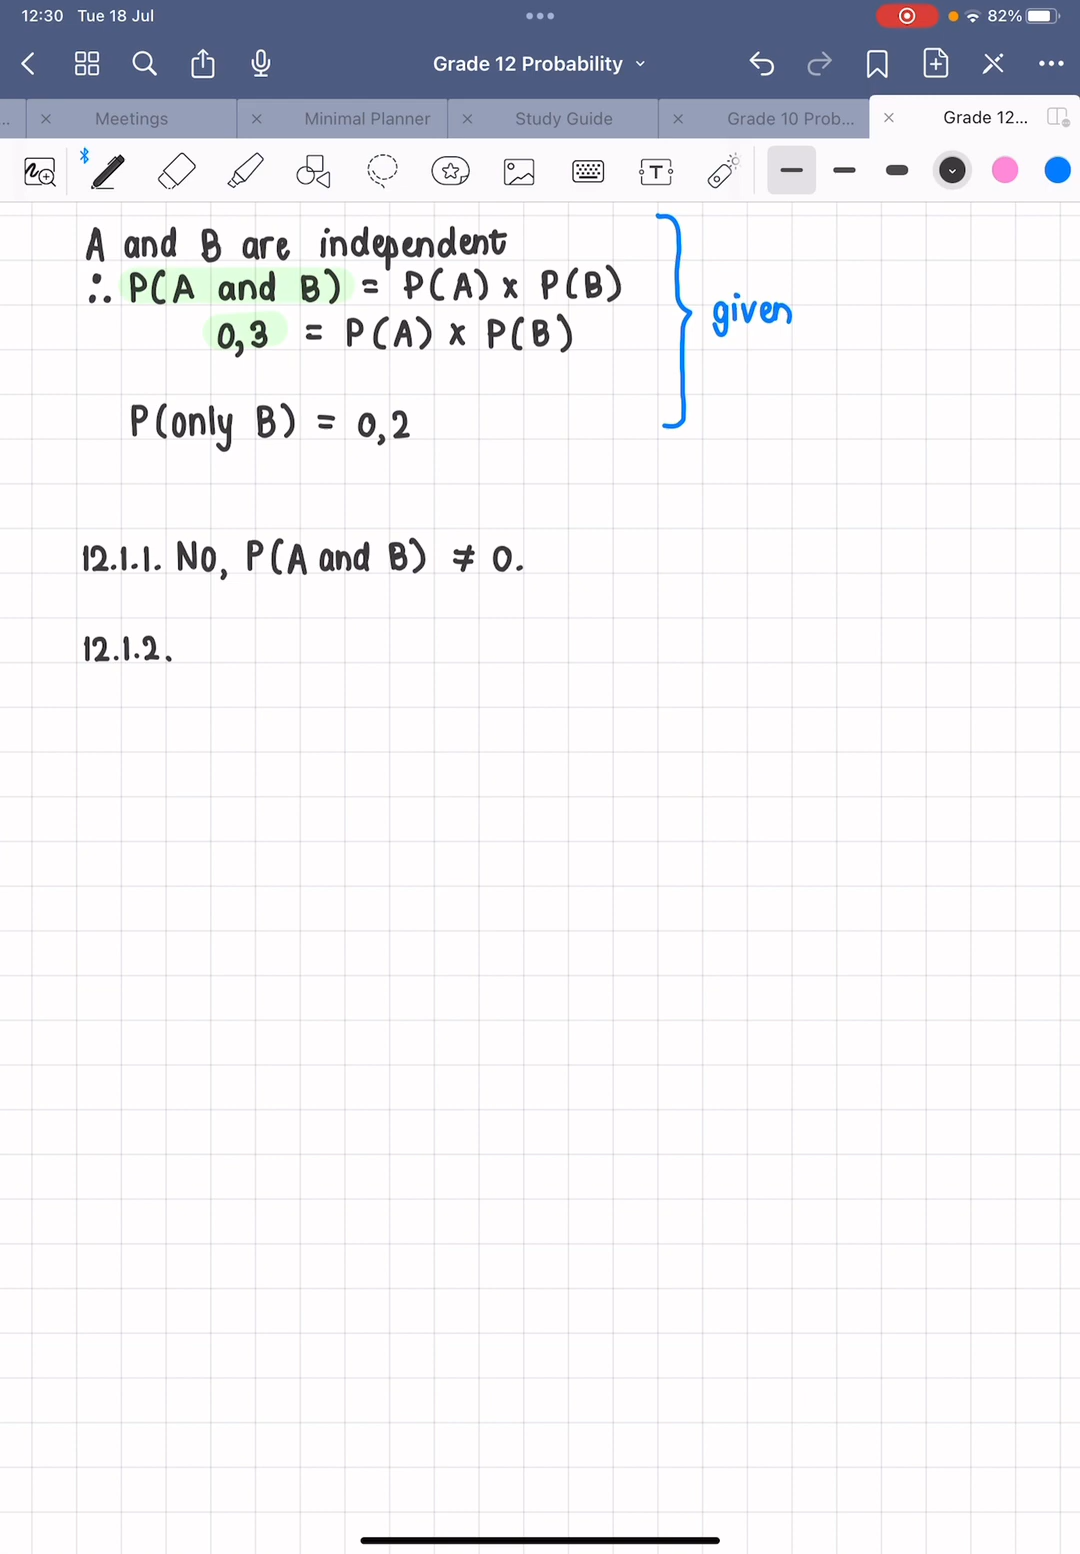 12:30 Tue 18 Jul
82%
Grade 12 Probability
Meetings
Minimal Planner
Study Guide
Grade 10 Prob...
Grade 12...
T
A and B are independent
∴ P(A and B) = P(A) x P(B)
0,3 = P(A) x P(B)
given
P(only B) = 0,2
12.1.1. No, P(A and B) ≠ 0.
12.1.2.